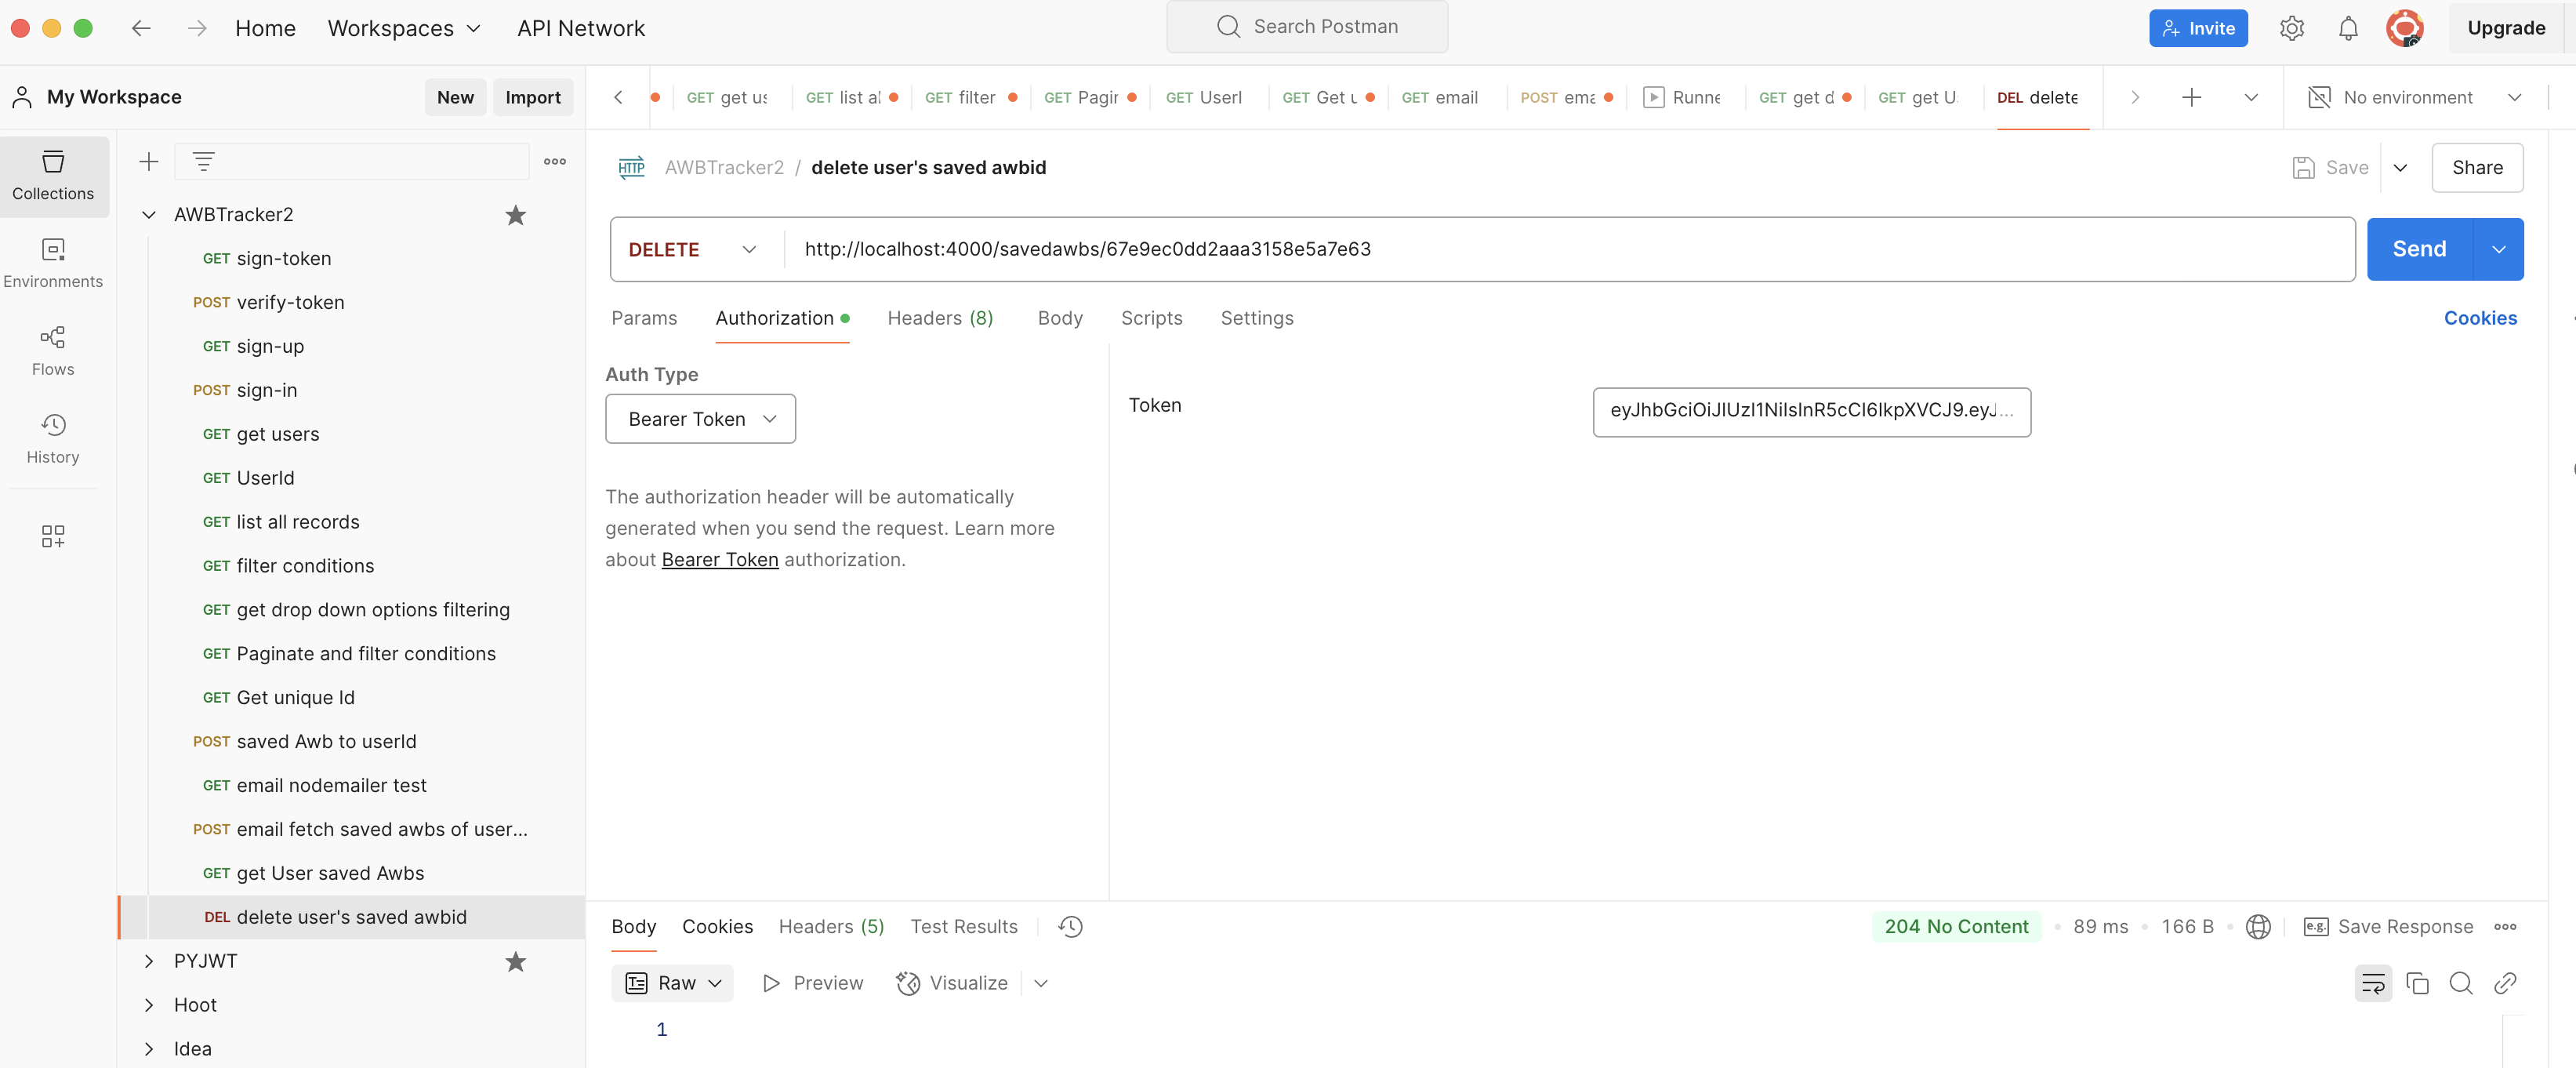 Home Workspaces API Network Search Postman Invite Upgrade
My Workspace New Import
GET get us GET list al GET filter GET Pagin GET UserI GET Get u GET email POST ema Runne GET get d GET get U DEL delete No environment
Collections
Environments
Flows
History
AWBTracker2
GET sign-token
POST verify-token
GET sign-up
POST sign-in
GET get users
GET UserId
GET list all records
GET filter conditions
GET get drop down options filtering
GET Paginate and filter conditions
GET Get unique Id
POST saved Awb to userId
GET email nodemailer test
POST email fetch saved awbs of user...
GET get User saved Awbs
DEL delete user's saved awbid
PYJWT
Hoot
Idea
HTTP AWBTracker2 / delete user's saved awbid Save Share
DELETE http://localhost:4000/savedawbs/67e9ec0dd2aaa3158e5a7e63 Send
Params Authorization Headers (8) Body Scripts Settings Cookies
Auth Type
Bearer Token
The authorization header will be automatically
generated when you send the request. Learn more
about Bearer Token authorization.
Token eyJhbGciOiJIUzI1NiIsInR5cCI6IkpXVCJ9.eyJ...
Body Cookies Headers (5) Test Results 204 No Content • 89 ms • 166 B • e.g. Save Response
Raw Preview Visualize
1